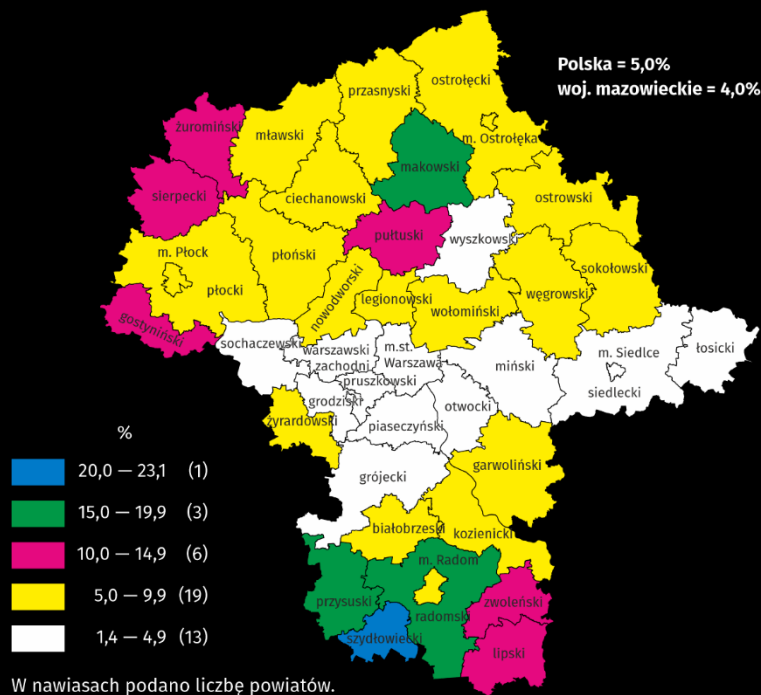 Polska = 5,0%
woj. mazowieckie = 4,0%
ostrołęcki
przasnyski
żuromiński
mławski
m. Ostrołęka
makowski
sierpecki
ciechanowski
ostrowski
pułtuski
wyszkowski
m. Płock
płoński
sokołowski
płocki
nowodworski
legionowski
wołomiński
węgrowski
gostyniński
sochaczewski
warszawski
zachodni
m.st.
Warszawa
miński
m. Siedlce
łosicki
pruszkowski
siedlecki
grodziski
otwocki
piaseczyński
żyrardowski
grójecki
garwoliński
białobrzeski
kozienicki
m. Radom
przysuski
radomski
zwoleński
szydłowiecki
lipski
%
20,0 — 23,1 (1)
15,0 — 19,9 (3)
10,0 — 14,9 (6)
5,0 — 9,9 (19)
1,4 — 4,9 (13)
W nawiasach podano liczbę powiatów.